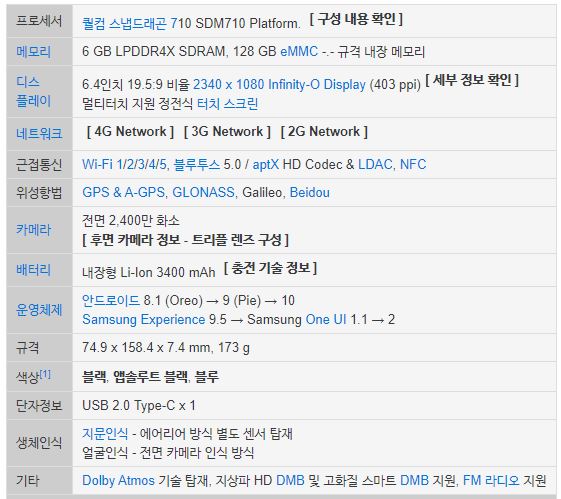 프로세서 퀄컴 스냅드래곤 710 SDM710 Platform. [ 구성 내용 확인 ]
메모리 6 GB LPDDR4X SDRAM, 128 GB eMMC -.- 규격 내장 메모리
디스
플레이
6.4인치 19.5:9 비율 2340 x 1080 Infinity-O Display (403 ppi) [ 세부 정보 확인 ]
멀티터치 지원 정전식 터치 스크린
네트워크 [ 4G Network ] [ 3G Network ] [ 2G Network ]
근접통신 Wi-Fi 1/2/3/4/5, 블루투스 5.0 / aptX HD Codec & LDAC, NFC
위성항법 GPS & A-GPS, GLONASS, Galileo, Beidou
카메라
전면 2,400만 화소
[ 후면 카메라 정보 - 트리플 렌즈 구성 ]
배터리 내장형 Li-Ion 3400 mAh [ 충전 기술 정보 ]
운영체제
안드로이드 8.1 (Oreo) → 9 (Pie) → 10
Samsung Experience 9.5 → Samsung One UI 1.1 → 2
규격 74.9 x 158.4 x 7.4 mm, 173 g
색상[1] 블랙, 앱솔루트 블랙, 블루
단자정보 USB 2.0 Type-C x 1
생체인식
지문인식 - 에어리어 방식 별도 센서 탑재
얼굴인식 - 전면 카메라 인식 방식
기타 Dolby Atmos 기술 탑재, 지상파 HD DMB 및 고화질 스마트 DMB 지원, FM 라디오 지원